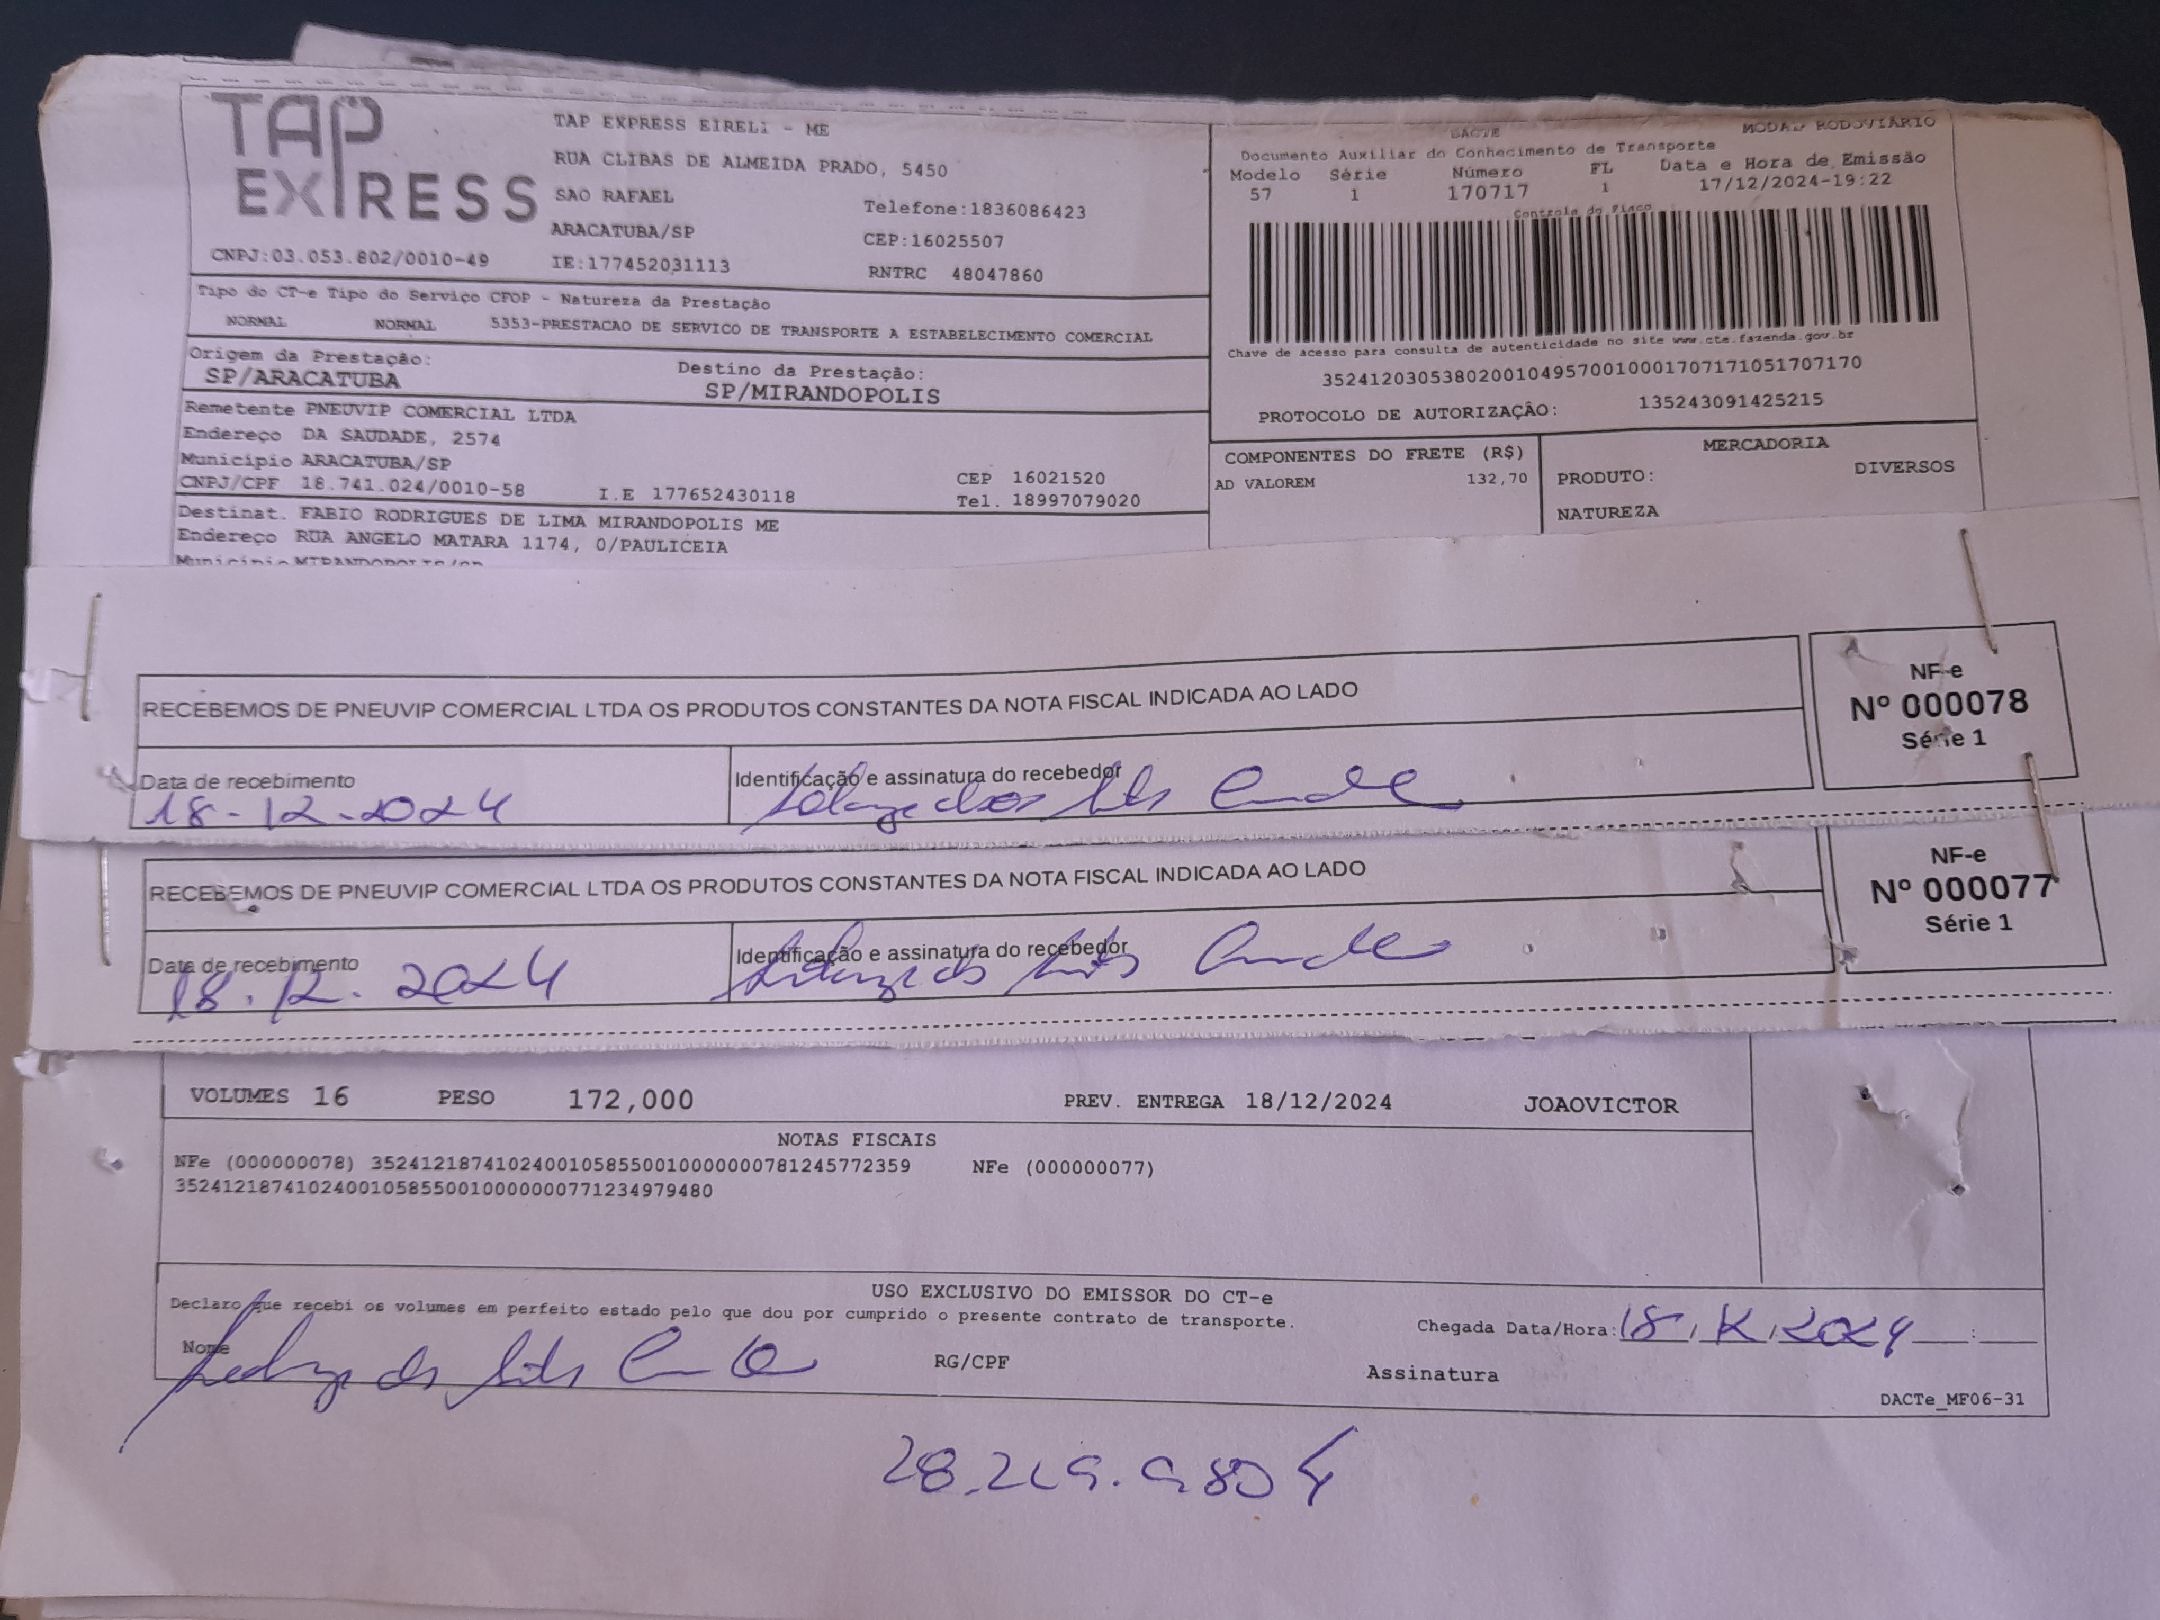 TAP
EXPRESS
TAP EXPRESS EIRELI - ME
RUA CLIBAS DE ALMEIDA PRADO, 5450
SAO RAFAEL
Telefone:1836086423
ARACATUBA/SP
CEP:16025507
CNPJ:03.053.802/0010-49
IE:177452031113
RNTRC 48047860
DACTE
MODAL RODOVIÁRIO
Documento Auxiliar do Conhecimento de Transporte
Modelo Série Número FL Data e Hora de Emissão
57 1 170717 1 17/12/2024-19:22
Controle do Fisco
Chave de acesso para consulta de autenticidade no site www.cte.fazenda.gov.br
35241203053802001049570010001707171051707170
PROTOCOLO DE AUTORIZAÇÃO: 135243091425215
Tipo do CT-e Tipo do Serviço CFOP - Natureza da Prestação
NORMAL NORMAL 5353-PRESTACAO DE SERVICO DE TRANSPORTE A ESTABELECIMENTO COMERCIAL
Origem da Prestação:
SP/ARACATUBA
Destino da Prestação:
SP/MIRANDOPOLIS
Remetente PNEUVIP COMERCIAL LTDA
Endereço DA SAUDADE, 2574
Município ARACATUBA/SP
CEP 16021520
CNPJ/CPF 18.741.024/0010-58 I.E 177652430118 Tel. 18997079020
COMPONENTES DO FRETE (R$)
AD VALOREM 132,70
MERCADORIA
PRODUTO: DIVERSOS
NATUREZA
Destinat. FABIO RODRIGUES DE LIMA MIRANDOPOLIS ME
Endereço RUA ANGELO MATARA 1174, 0/PAULICEIA
Município MIRANDOPOLIS/SP
RECEBEMOS DE PNEUVIP COMERCIAL LTDA OS PRODUTOS CONSTANTES DA NOTA FISCAL INDICADA AO LADO
NF-e
Nº 000078
Série 1
Data de recebimento
18-12-2024
Identificação e assinatura do recebedor
RECEBEMOS DE PNEUVIP COMERCIAL LTDA OS PRODUTOS CONSTANTES DA NOTA FISCAL INDICADA AO LADO
NF-e
Nº 000077
Série 1
Data de recebimento
18.12.2024
Identificação e assinatura do recebedor
VOLUMES 16 PESO 172,000 PREV. ENTREGA 18/12/2024 JOAOVICTOR
NOTAS FISCAIS
NFe (000000078) 35241218741024001058550010000000781245772359 NFe (000000077)
35241218741024001058550010000000771234979480
USO EXCLUSIVO DO EMISSOR DO CT-e
Declaro que recebi os volumes em perfeito estado pelo que dou por cumprido o presente contrato de transporte.
Chegada Data/Hora: 18/12/2024 __:__
Nome
RG/CPF
Assinatura
DACTe_MF06-31